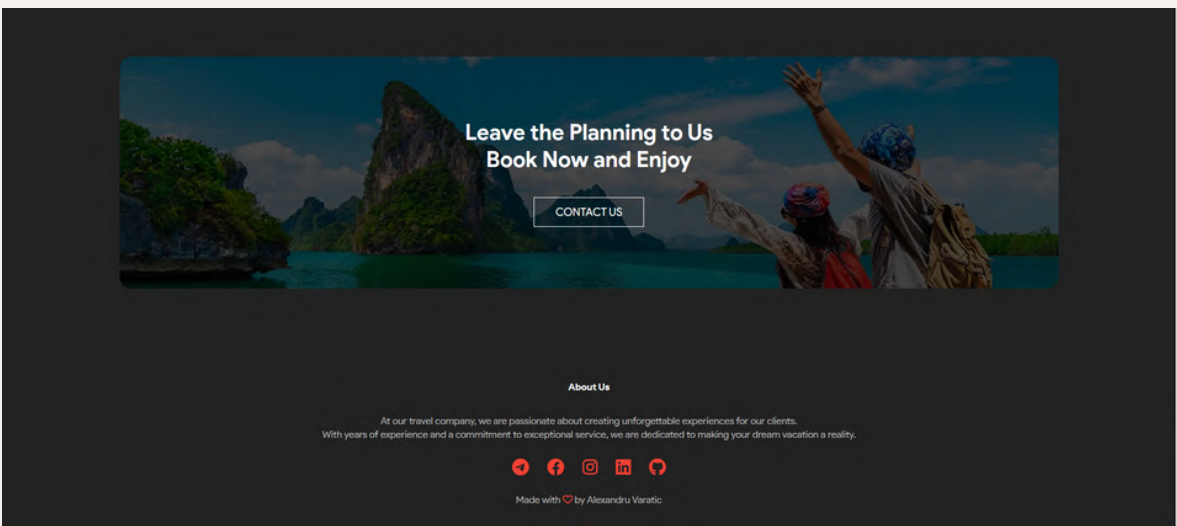 Leave the Planning to Us
Book Now and Enjoy
CONTACT US
About Us
At our travel company, we are passionate about creating unforgettable experiences for our clients.
With years of experience and a commitment to exceptional service, we are dedicated to making your dream vacation a reality.
Made with ♡ by Alexandru Varatic